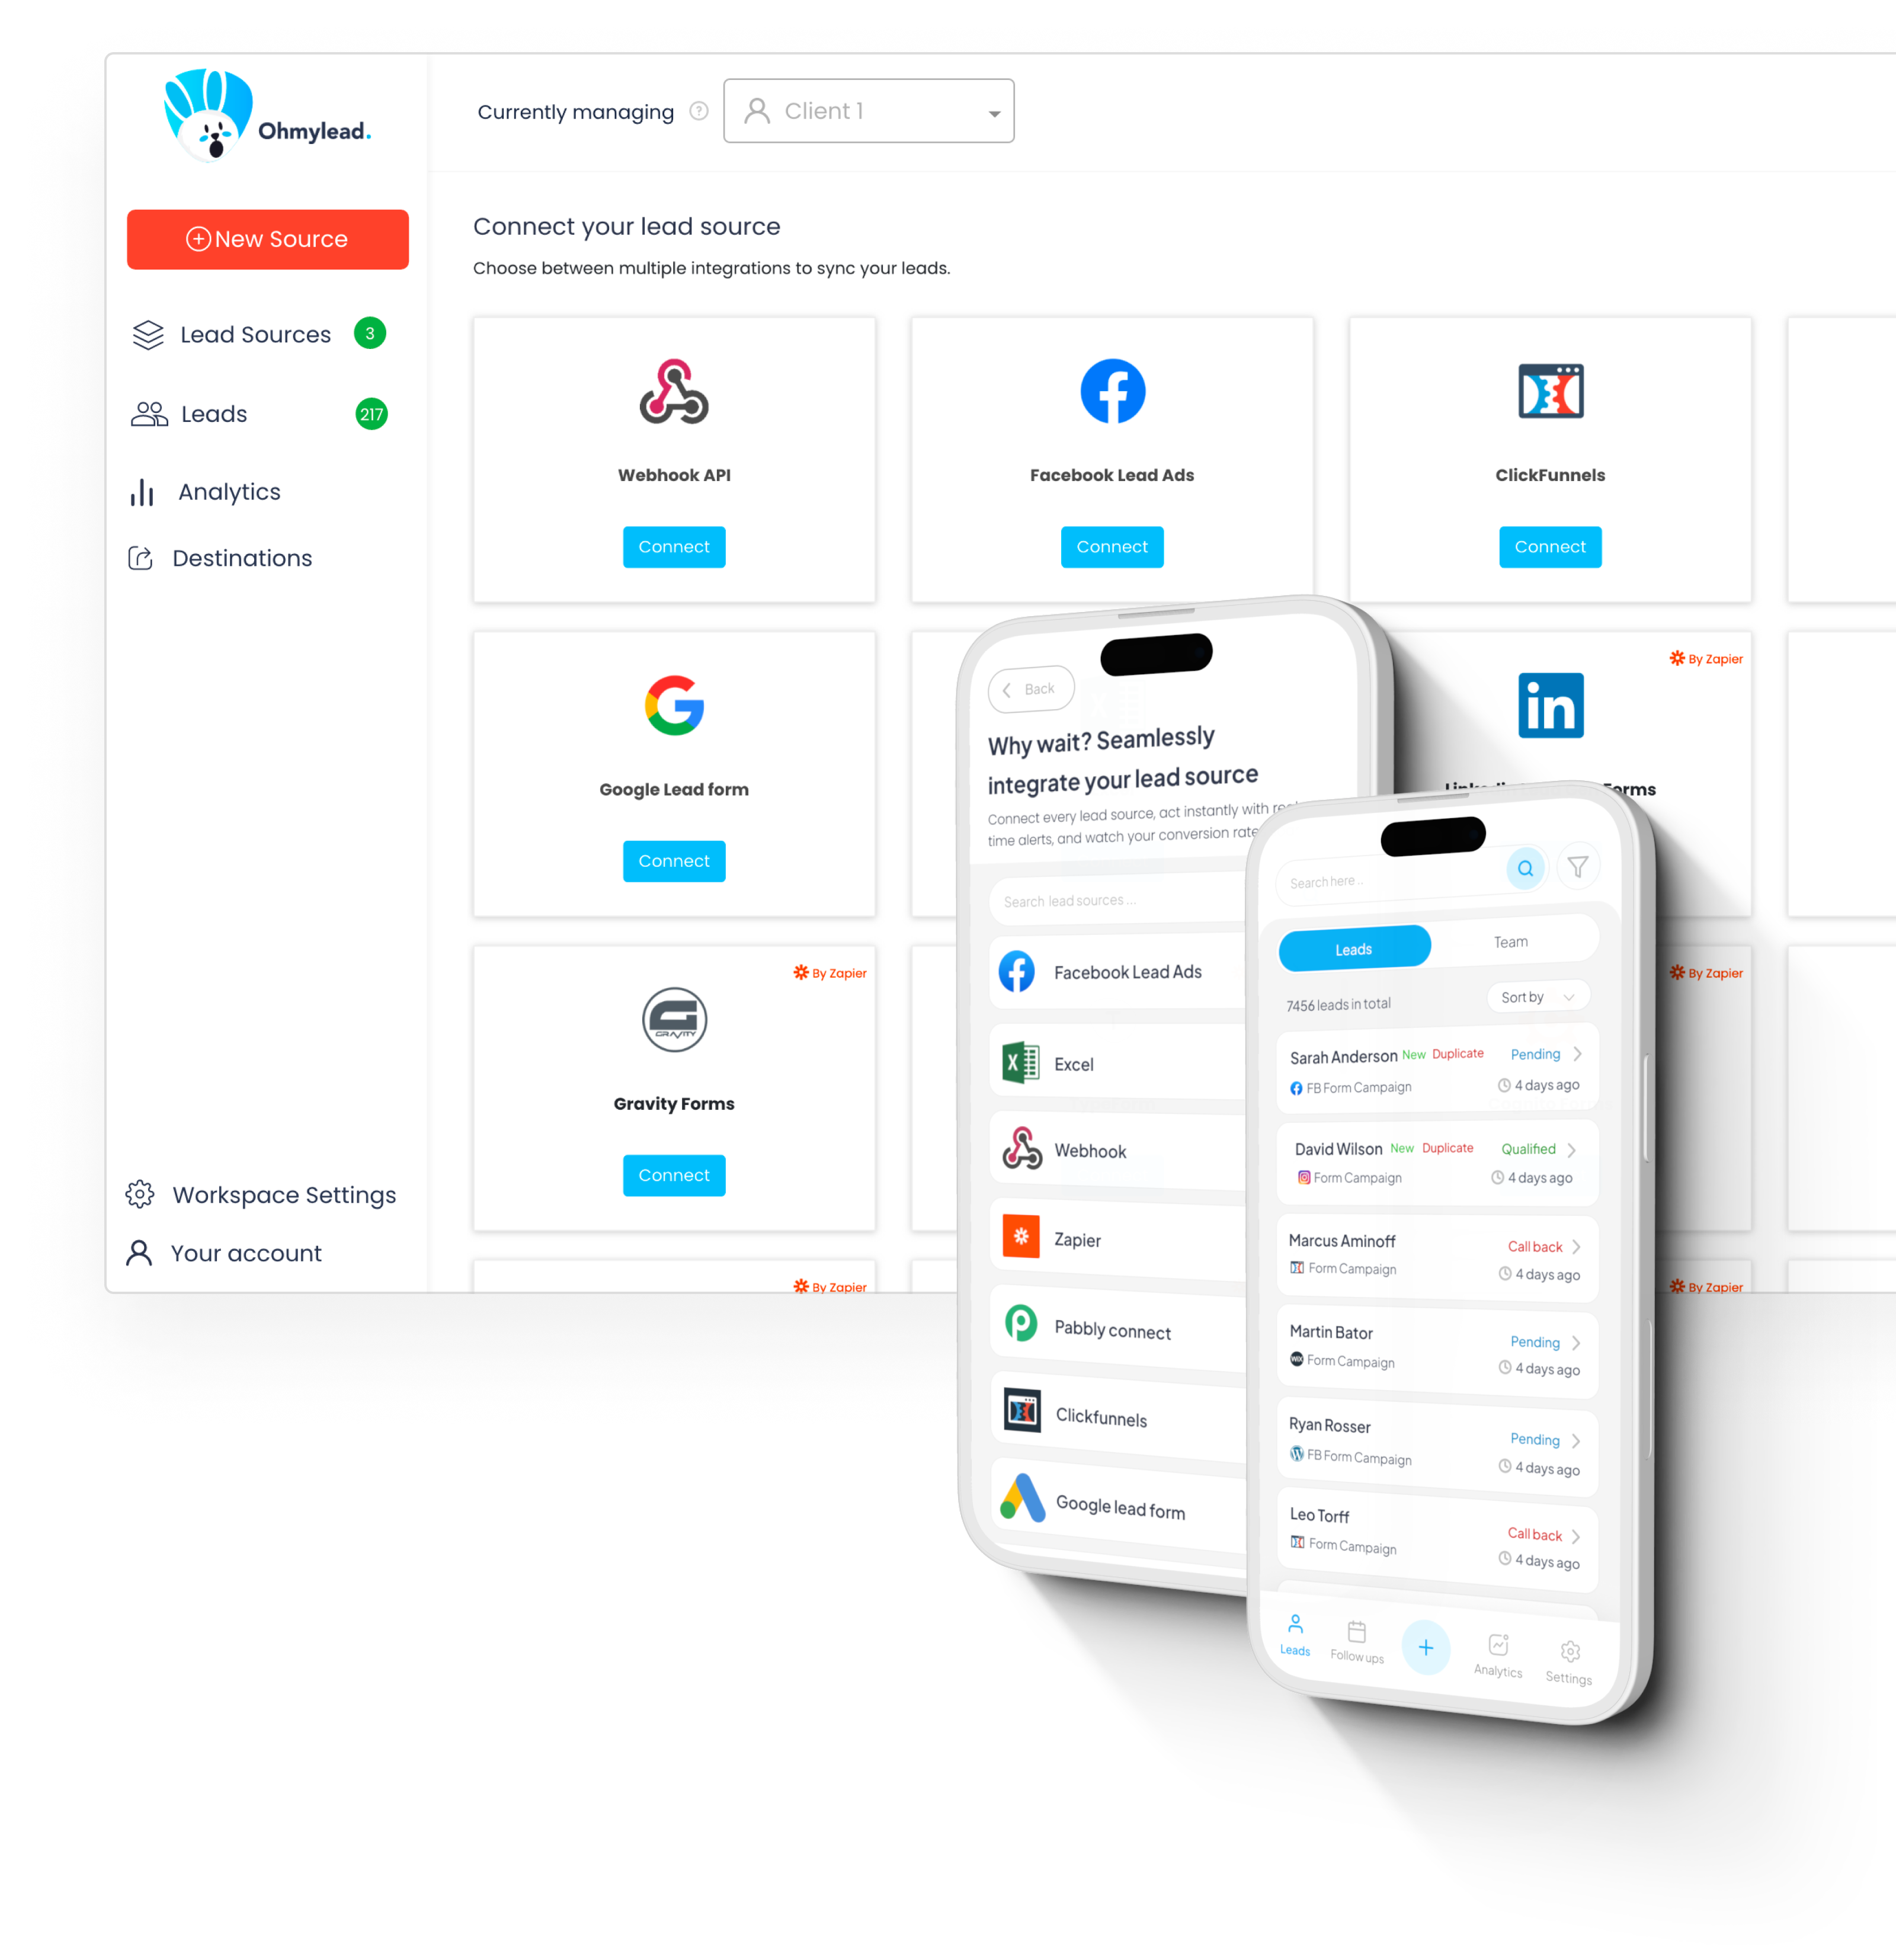 Ohmylead.
New Source
Lead Sources 3
Leads 217
Analytics
Destinations
Workspace Settings
Your account
Currently managing
Client 1
Connect your lead source
Choose between multiple integrations to sync your leads.
Webhook API
Connect
Facebook Lead Ads
Connect
ClickFunnels
Connect
Google Lead form
Connect
By Zapier
in
By Zapier
GRAVITY
Gravity Forms
Connect
By Zapier
By Zapier
By Zapier
Back
Why wait? Seamlessly
integrate your lead source
Connect every lead source, act instantly with
time alerts, and watch your conversion rate
Search lead sources ...
Facebook Lead Ads
Excel
Webhook
Zapier
Pabbly connect
Clickfunnels
Google lead form
Search here ..
Leads
Team
7456 leads in total
Sort by
Sarah Anderson New Duplicate Pending
FB Form Campaign 4 days ago
David Wilson New Duplicate Qualified
Form Campaign 4 days ago
Marcus Aminoff Call back
Form Campaign 4 days ago
Martin Bator Pending
Form Campaign 4 days ago
Ryan Rosser Pending
FB Form Campaign 4 days ago
Leo Torff Call back
Form Campaign 4 days ago
Leads
Follow ups
Analytics
Settings